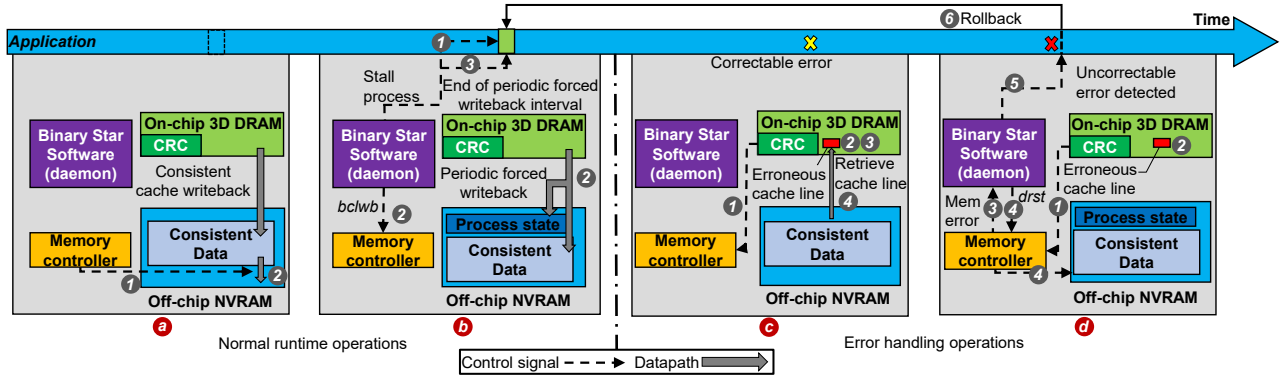 6 Rollback
Time
Application
1
3
Stall
process
End of periodic forced
writeback interval
Correctable error
5
Uncorrectable
error detected
Binary Star
Software
(daemon)
On-chip 3D DRAM
CRC
Consistent
cache writeback
Memory
controller
Consistent
Data
1
2
Off-chip NVRAM
a
Binary Star
Software
(daemon)
On-chip 3D DRAM
CRC
Periodic forced
writeback
2
bclwb
2
Process state
Memory
controller
Consistent
Data
Off-chip NVRAM
b
Binary Star
Software
(daemon)
On-chip 3D DRAM
CRC
2 3
Erroneous
cache line
Retrieve
cache line
1
4
Memory
controller
Consistent
Data
Off-chip NVRAM
c
Binary Star
Software
(daemon)
On-chip 3D DRAM
CRC
2
Erroneous
cache line
Mem
error
3
4
drst
1
Process state
Memory
controller
4
Consistent
Data
Off-chip NVRAM
d
Normal runtime operations
Error handling operations
Control signal
Datapath